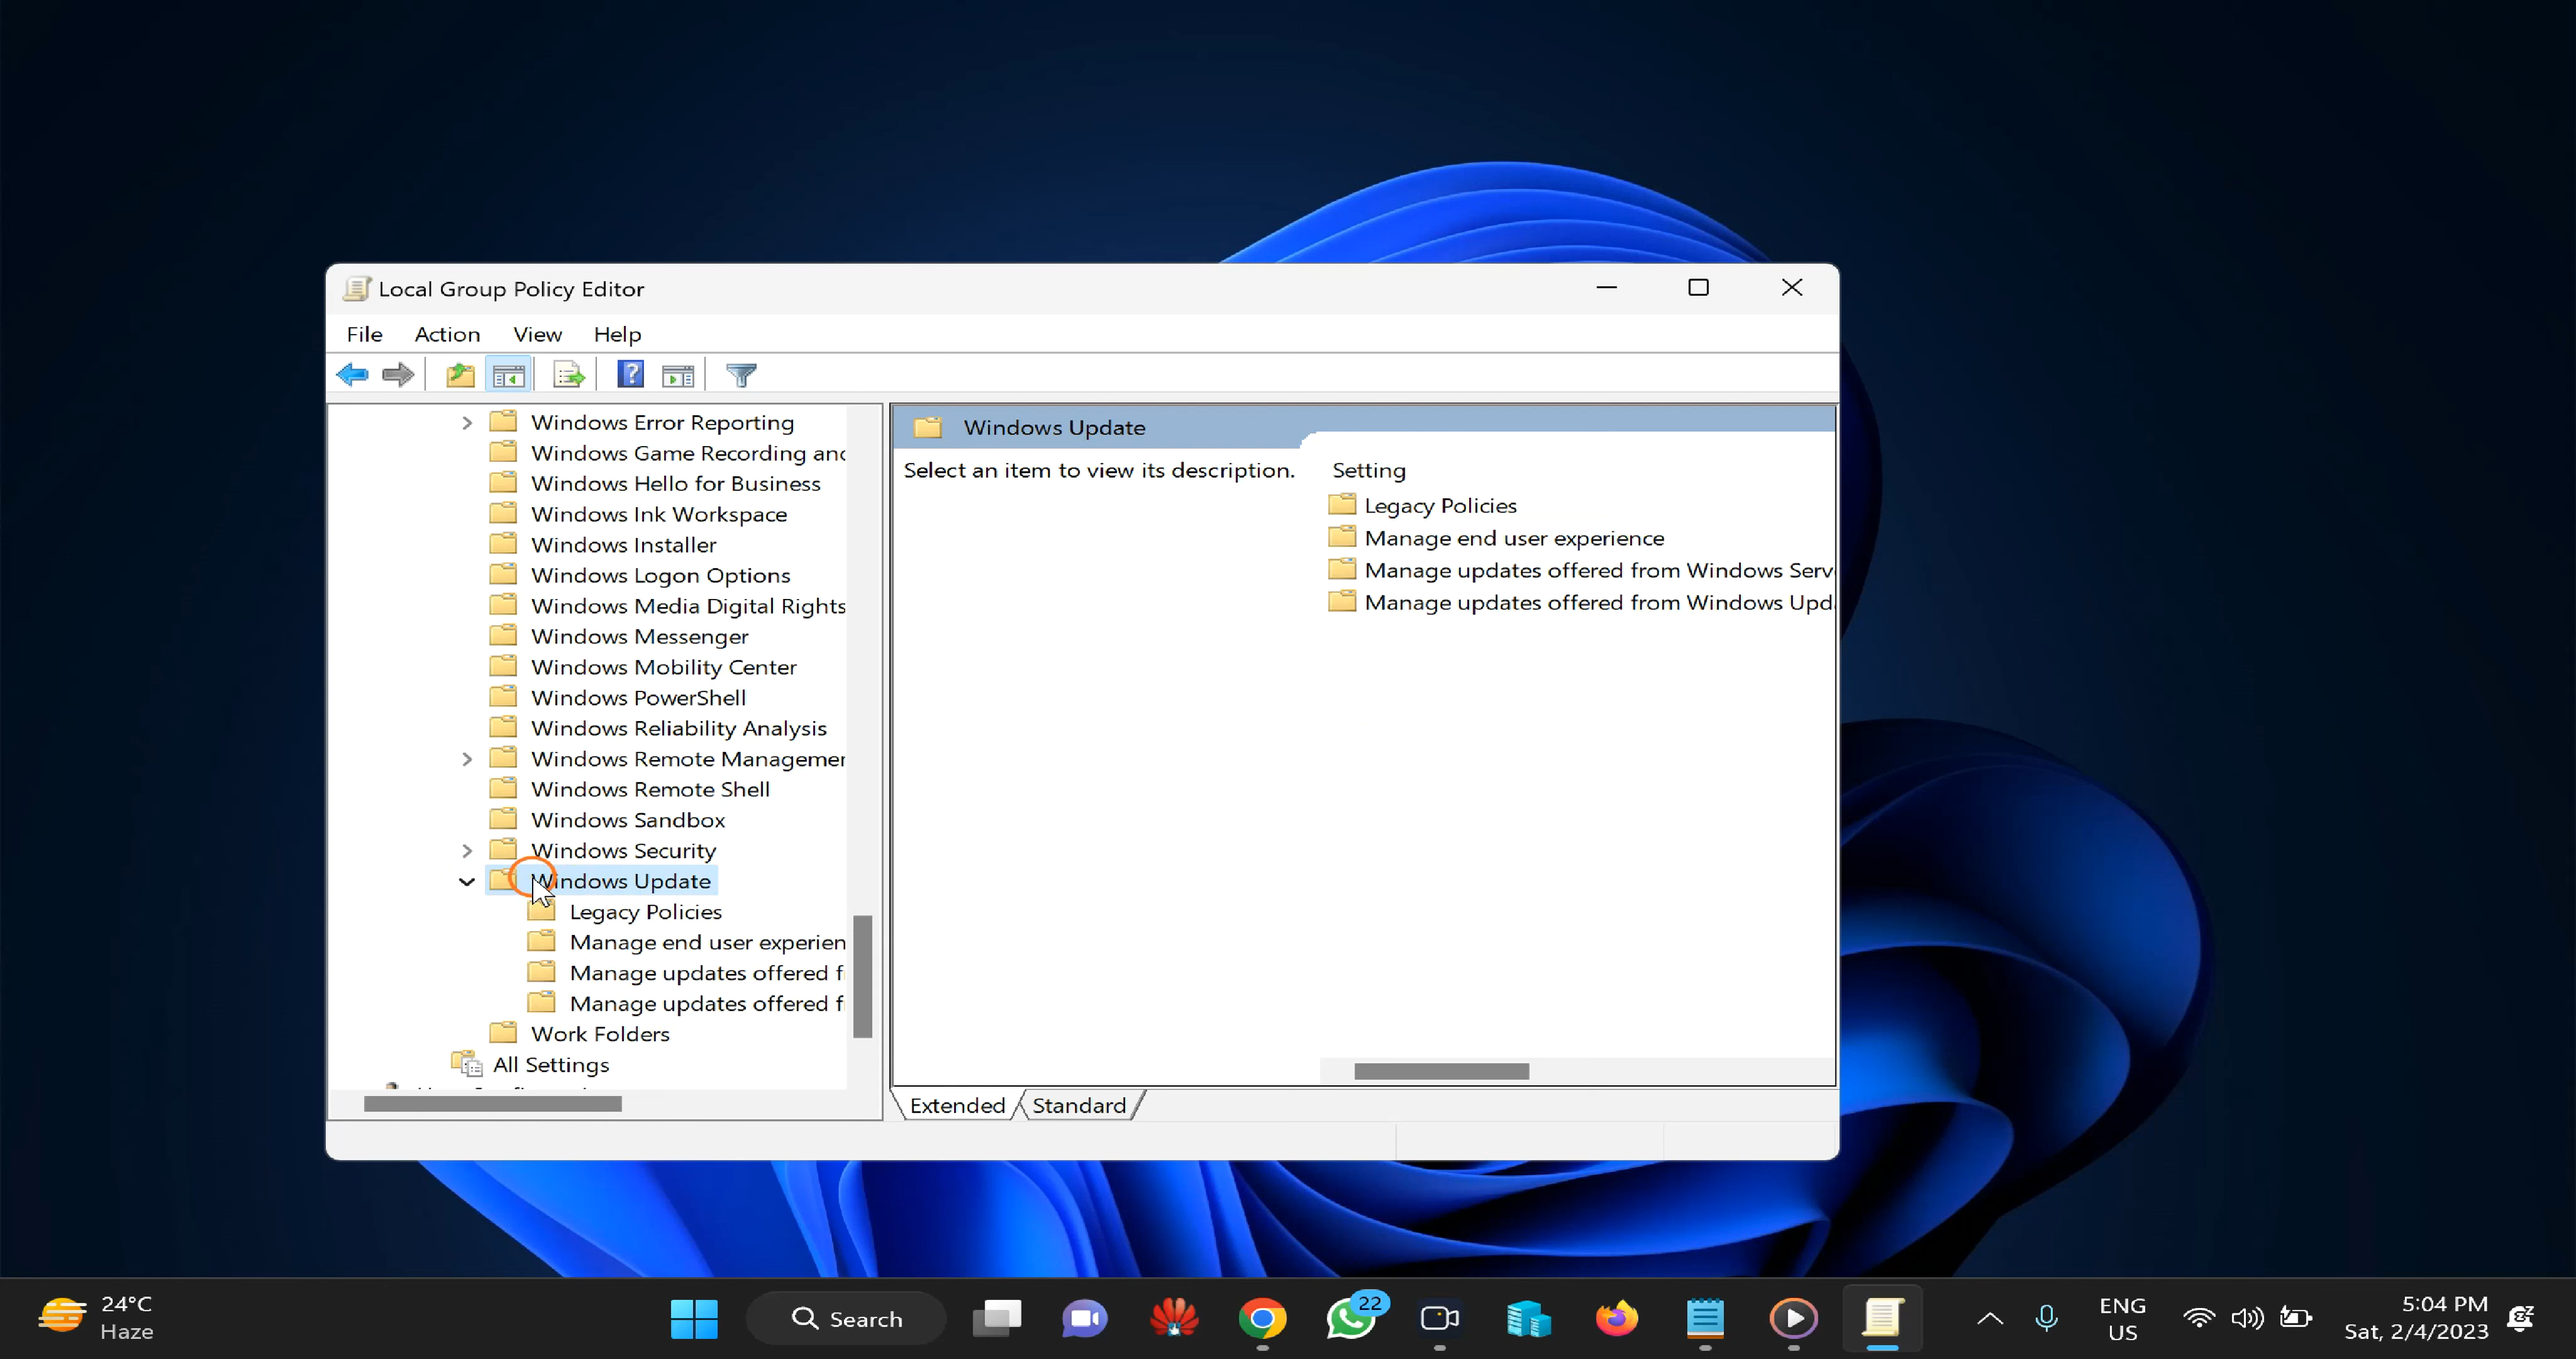 Local Group Policy Editor
File Action View Help
Windows Error Reporting
Windows Game Recording and
Windows Hello for Business
Windows Ink Workspace
Windows Installer
Windows Logon Options
Windows Media Digital Rights
Windows Messenger
Windows Mobility Center
Windows PowerShell
Windows Reliability Analysis
Windows Remote Managemen
Windows Remote Shell
Windows Sandbox
Windows Security
Windows Update
Legacy Policies
Manage end user experien
Manage updates offered f
Manage updates offered f
Work Folders
All Settings
Windows Update
Select an item to view its description.
Setting
Legacy Policies
Manage end user experience
Manage updates offered from Windows Serv
Manage updates offered from Windows Upda
Extended Standard
24°C
Haze
Search
22
ENG
US
5:04 PM
Sat, 2/4/2023